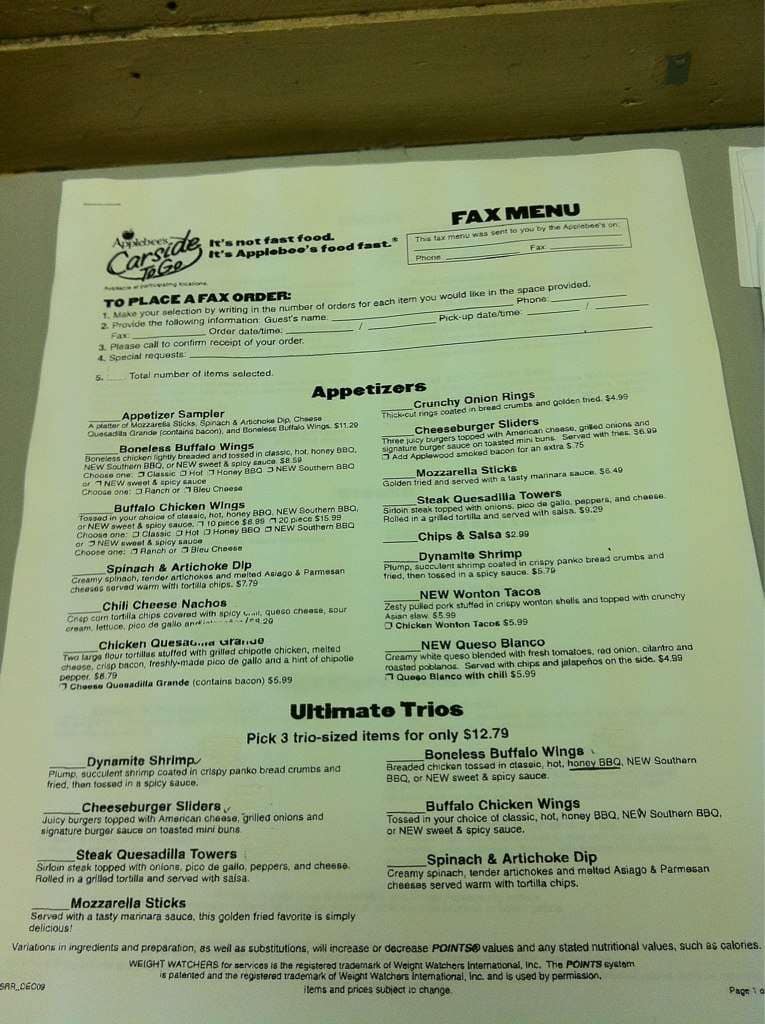 FAX MENU
Applebee's
Carside
To Go
It's not fast food.
It's Applebee's food fast.®
Available at participating locations.
This fax menu was sent to you by the Applebee's on:
Phone Fax:
TO PLACE A FAX ORDER:
1. Make your selection by writing in the number of orders for each item you would like in the space provided.
2. Provide the following information: Guest's name: Phone:
Fax: Order date/time: / Pick-up date/time: /
3. Please call to confirm receipt of your order.
4. Special requests:
5. Total number of items selected.
Appetizers
Appetizer Sampler
A platter of Mozzarella Sticks, Spinach & Artichoke Dip, Cheese
Quesadilla Grande (contains bacon), and Boneless Buffalo Wings. $11.29
Boneless Buffalo Wings
Boneless chicken lightly breaded and tossed in classic, hot, honey BBQ,
NEW Southern BBQ, or NEW sweet & spicy sauce. $8.59
Choose one: ❒ Classic ❒ Hot ❒ Honey BBQ ❒ NEW Southern BBQ
or ❒ NEW sweet & spicy sauce
Choose one: ❒ Ranch or ❒ Bleu Cheese
Buffalo Chicken Wings
Tossed in your choice of classic, hot, honey BBQ, NEW Southern BBQ,
or NEW sweet & spicy sauce. ❒ 10 piece $8.99 ❒ 20 piece $15.99
Choose one: ❒ Classic ❒ Hot ❒ Honey BBQ ❒ NEW Southern BBQ
or ❒ NEW sweet & spicy sauce
Choose one: ❒ Ranch or ❒ Bleu Cheese
Spinach & Artichoke Dip
Creamy spinach, tender artichokes and melted Asiago & Parmesan
cheeses served warm with tortilla chips. $7.79
Chili Cheese Nachos
Crisp corn tortilla chips covered with spicy chili, queso cheese, sour
cream, lettuce, pico de gallo
Chicken Quesadilla Grande
Two large flour tortillas stuffed with grilled chipotle chicken, melted
cheese, crisp bacon, freshly-made pico de gallo and a hint of chipotle
pepper. $8.79
❒ Cheese Quesadilla Grande (contains bacon) $5.99
Crunchy Onion Rings
Thick-cut rings coated in bread crumbs and golden fried. $4.99
Cheeseburger Sliders
Three juicy burgers topped with American cheese, grilled onions and
signature burger sauce on toasted mini buns. Served with fries. $6.99
❒ Add Applewood smoked bacon for an extra $.75
Mozzarella Sticks
Golden fried and served with a tasty marinara sauce. $6.49
Steak Quesadilla Towers
Sirloin steak topped with onions, pico de gallo, peppers, and cheese.
Rolled in a grilled tortilla and served with salsa. $9.29
Chips & Salsa $2.99
Dynamite Shrimp
Plump, succulent shrimp coated in crispy panko bread crumbs and
fried, then tossed in a spicy sauce. $5.79
NEW Wonton Tacos
Zesty pulled pork stuffed in crispy wonton shells and topped with crunchy
Asian slaw. $5.99
❒ Chicken Wonton Tacos $5.99
NEW Queso Blanco
Creamy white queso blended with fresh tomatoes, red onion, cilantro and
roasted poblanos. Served with chips and jalapeños on the side. $4.99
❒ Queso Blanco with chili $5.99
Ultimate Trios
Pick 3 trio-sized items for only $12.79
Dynamite Shrimp
Plump, succulent shrimp coated in crispy panko bread crumbs and
fried, then tossed in a spicy sauce.
Cheeseburger Sliders
Juicy burgers topped with American cheese, grilled onions and
signature burger sauce on toasted mini buns
Steak Quesadilla Towers
Sirloin steak topped with onions, pico de gallo, peppers, and cheese.
Rolled in a grilled tortilla and served with salsa.
Mozzarella Sticks
Served with a tasty marinara sauce, this golden fried favorite is simply
delicious!
Boneless Buffalo Wings
Breaded chicken tossed in classic, hot, honey BBQ, NEW Southern
BBQ, or NEW sweet & spicy sauce.
Buffalo Chicken Wings
Tossed in your choice of classic, hot, honey BBQ, NEW Southern BBQ,
or NEW sweet & spicy sauce.
Spinach & Artichoke Dip
Creamy spinach, tender artichokes and melted Asiago & Parmesan
cheeses served warm with tortilla chips.
Variations in ingredients and preparation, as well as substitutions, will increase or decrease POINTS® values and any stated nutritional values, such as calories.
WEIGHT WATCHERS for services is the registered trademark of Weight Watchers International, Inc. The POINTS system
is patented and the registered trademark of Weight Watchers International, Inc. and is used by permission.
Items and prices subject to change.
SRR_DEC09
Page 1 o